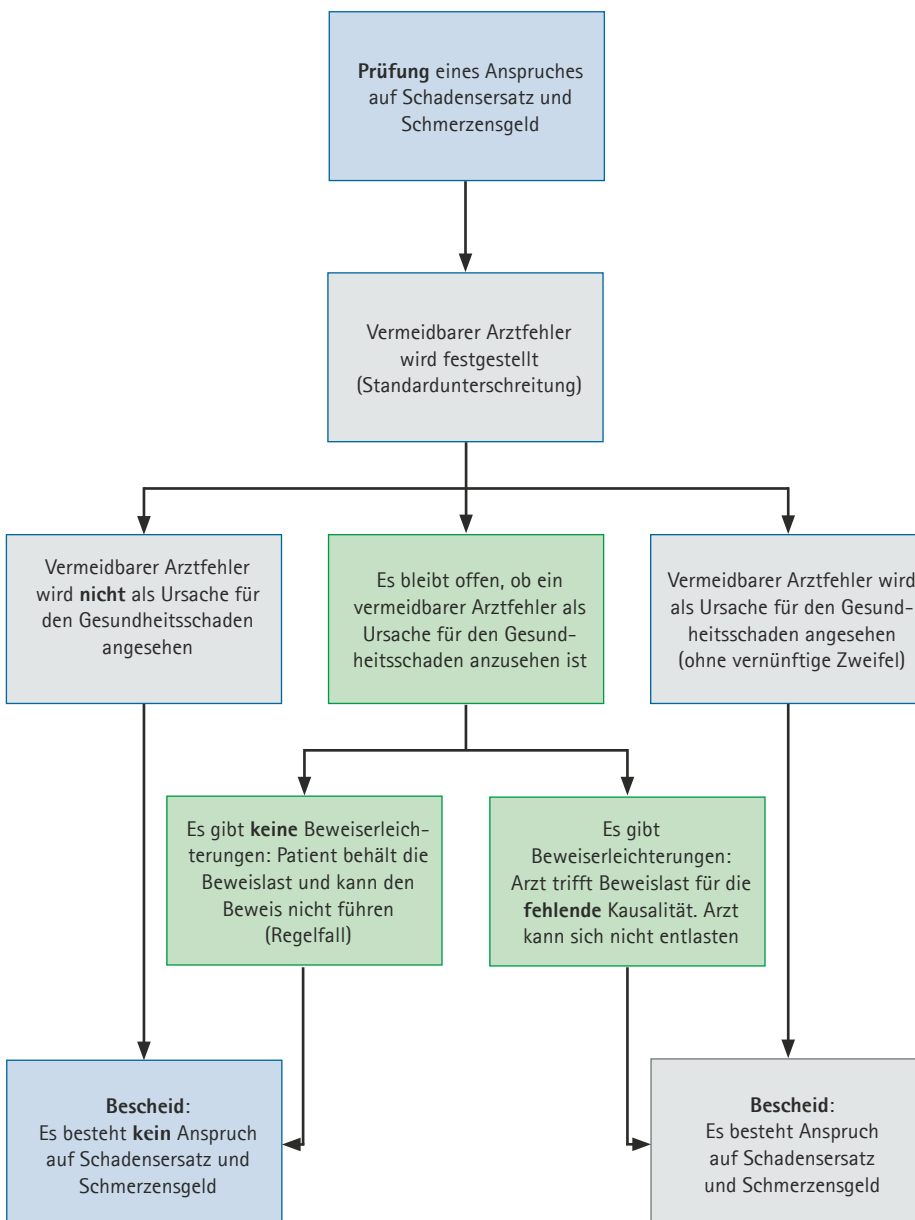 Prüfung eines Anspruches
auf Schadensersatz und
Schmerzensgeld
Vermeidbarer Arztfehler
wird festgestellt
(Standardunterschreitung)
Vermeidbarer Arztfehler
wird nicht als Ursache für
den Gesundheitsschaden
angesehen
Es bleibt offen, ob ein
vermeidbarer Arztfehler als
Ursache für den Gesund-
heitsschaden anzusehen ist
Vermeidbarer Arztfehler wird
als Ursache für den Gesund-
heitsschaden angesehen
(ohne vernünftige Zweifel)
Es gibt keine Beweiserleich-
terungen: Patient behält die
Beweislast und kann den
Beweis nicht führen
(Regelfall)
Es gibt
Beweiserleichterungen:
Arzt trifft Beweislast für die
fehlende Kausalität. Arzt
kann sich nicht entlasten
Bescheid:
Es besteht kein Anspruch
auf Schadensersatz und
Schmerzensgeld
Bescheid:
Es besteht Anspruch
auf Schadensersatz
und Schmerzensgeld